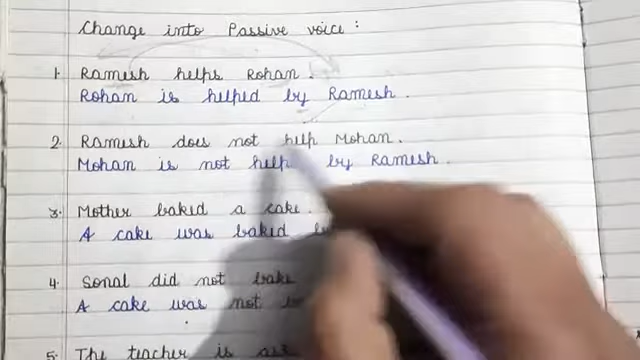 Change into Passive voice :
1. Ramesh helps Rohan.
Rohan is helped by Ramesh.
2. Ramesh does not help Mohan.
Mohan is not help by Ramesh.
3. Mother baked a cake.
A cake was baked
4. Sonal did not bake
A cake was not
5. The teacher is